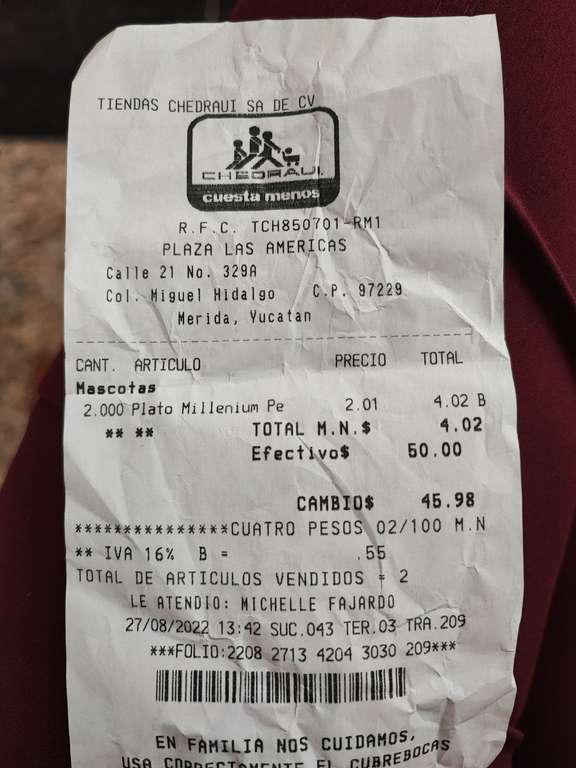 TIENDAS CHEDRAUI SA DE CV
CHEDRAUI
cuesta menos
R.F.C. TCH850701-RM1
PLAZA LAS AMERICAS
Calle 21 No. 329A
Col. Miguel Hidalgo C.P. 97229
Merida, Yucatan
CANT. ARTICULO PRECIO TOTAL
Mascotas
2.000 Plato Millenium Pe 2.01 4.02 B
** ** TOTAL M.N.$ 4.02
Efectivo$ 50.00
CAMBIO$ 45.98
***************CUATRO PESOS 02/100 M.N
** IVA 16% B = .55
TOTAL DE ARTICULOS VENDIDOS = 2
LE ATENDIO: MICHELLE FAJARDO
27/08/2022 13:42 SUC.043 TER.03 TRA.209
***FOLIO:2208 2713 4204 3030 209***
EN FAMILIA NOS CUIDAMOS,
USA CORRECTAMENTE EL CUBREBOCAS